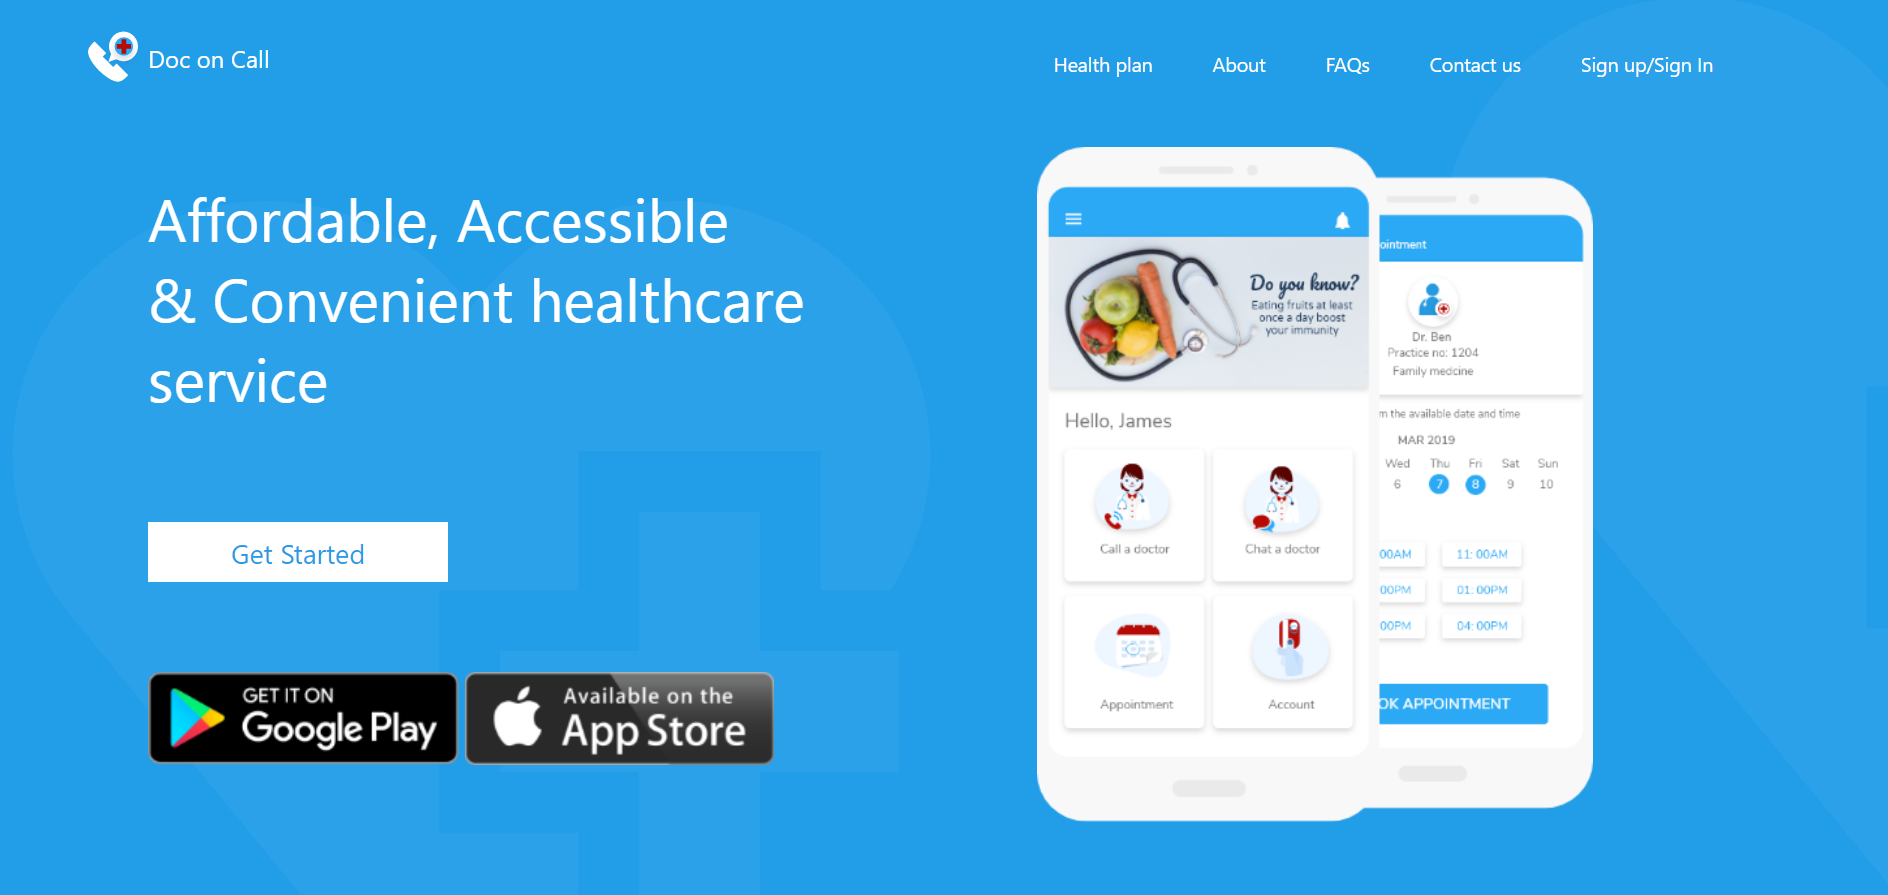 Doc on Call
Health plan
About
FAQs
Contact us
Sign up/Sign In
Affordable, Accessible
& Convenient healthcare
service
Get Started
GET IT ON
Google Play
Available on the
App Store
Do you know?
Eating fruits at least
once a day boost
your immunity
Hello, James
Call a doctor
Chat a doctor
Appointment
Account
ointment
Dr. Ben
Practice no: 1204
Family medcine
m the available date and time
MAR 2019
Wed Thu Fri Sat Sun
6 7 8 9 10
00AM 11: 00AM
00PM 01: 00PM
00PM 04: 00PM
OK APPOINTMENT